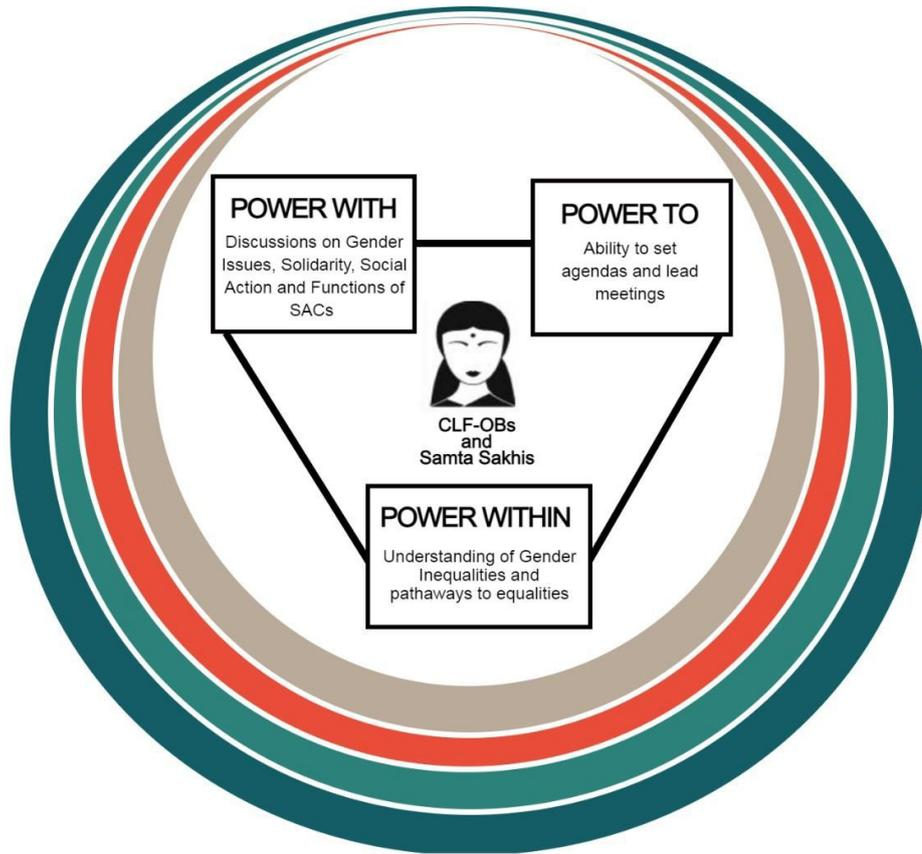 POWER WITH
Discussions on Gender
Issues, Solidarity, Social
Action and Functions of
SACs
POWER TO
Ability to set
agendas and lead
meetings
CLF-OBs
and
Samta Sakhis
POWER WITHIN
Understanding of Gender
Inequalities and
pathaways to equalities